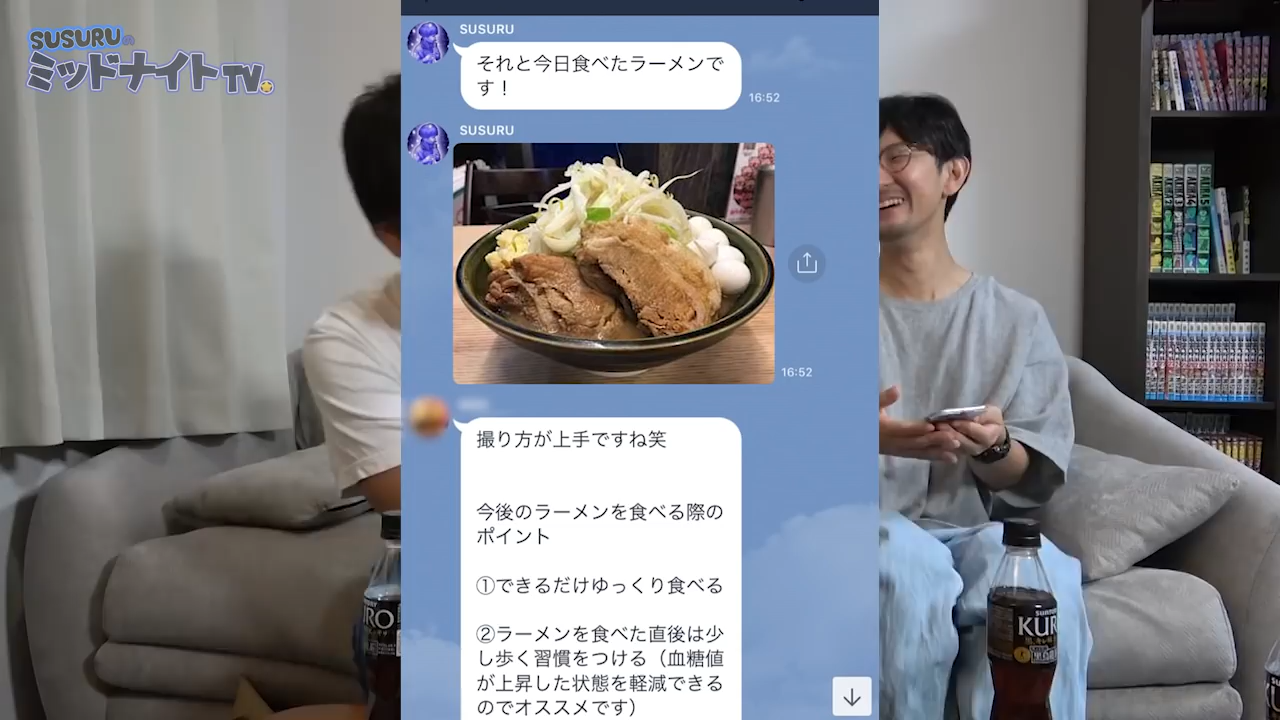 SUSURUの
ミッドナイトTV
SUSURU
それと今日食べたラーメンで
す！
16:52
SUSURU
16:52
撮り方が上手ですね笑
今後のラーメンを食べる際の
ポイント
①できるだけゆっくり食べる
②ラーメンを食べた直後は少
し歩く習慣をつける（血糖値
が上昇した状態を軽減できる
のでオススメです）
SUNTORY
KURO